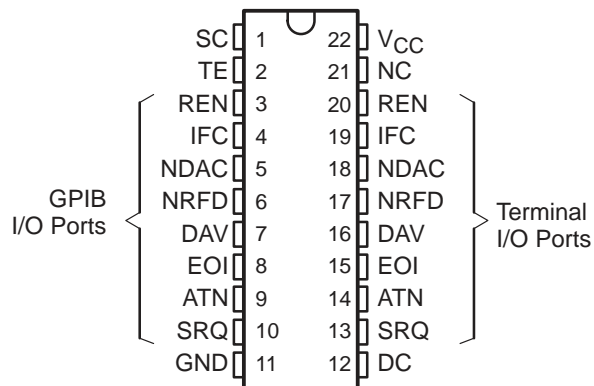 SC 1 22 VCC
TE 2 21 NC
REN 3 20 REN
IFC 4 19 IFC
NDAC 5 18 NDAC
GPIB
I/O Ports
NRFD 6 17 NRFD
Terminal
I/O Ports
DAV 7 16 DAV
EOI 8 15 EOI
ATN 9 14 ATN
SRQ 10 13 SRQ
GND 11 12 DC